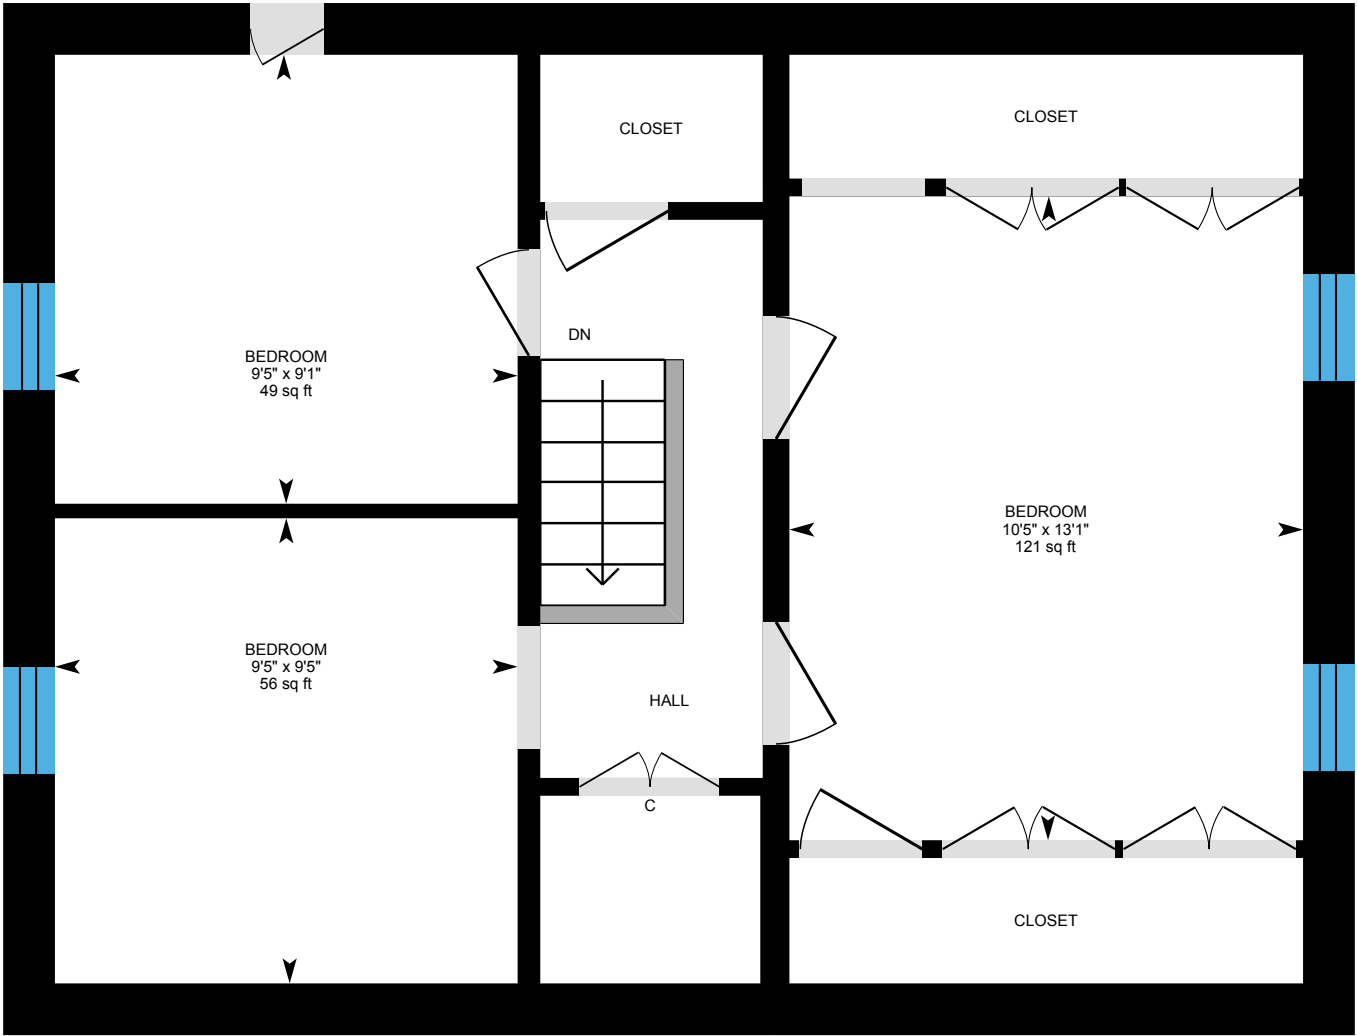 CLOSET
CLOSET
DN
BEDROOM
9'5" x 9'1"
49 sq ft
BEDROOM
10'5" x 13'1"
121 sq ft
BEDROOM
9'5" x 9'5"
56 sq ft
HALL
C
CLOSET